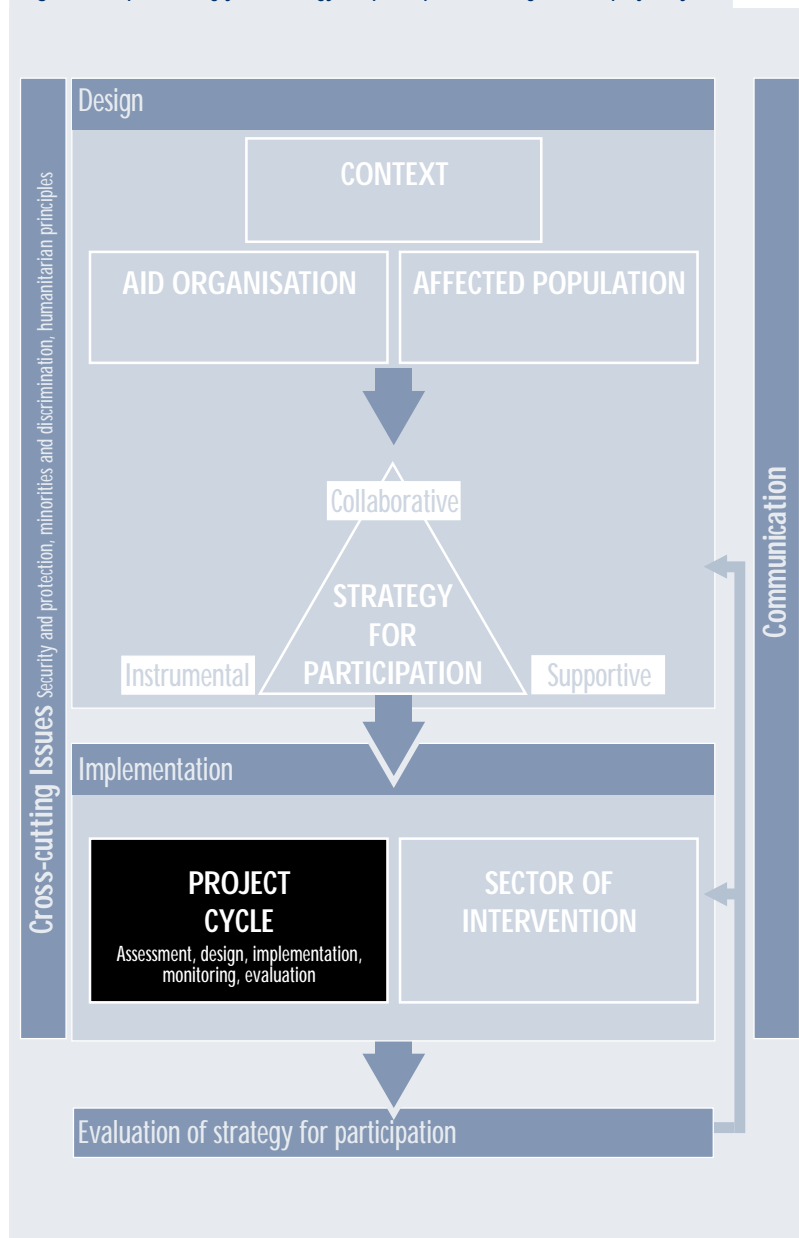 Design
CONTEXT
AID ORGANISATION
AFFECTED POPULATION
Collaborative
STRATEGY
FOR
PARTICIPATION
Instrumental
Supportive
Implementation
PROJECT
CYCLE
Assessment, design, implementation,
monitoring, evaluation
SECTOR OF
INTERVENTION
Evaluation of strategy for participation
Cross-cutting Issues Security and protection, minorities and discrimination, humanitarian principles
Communication